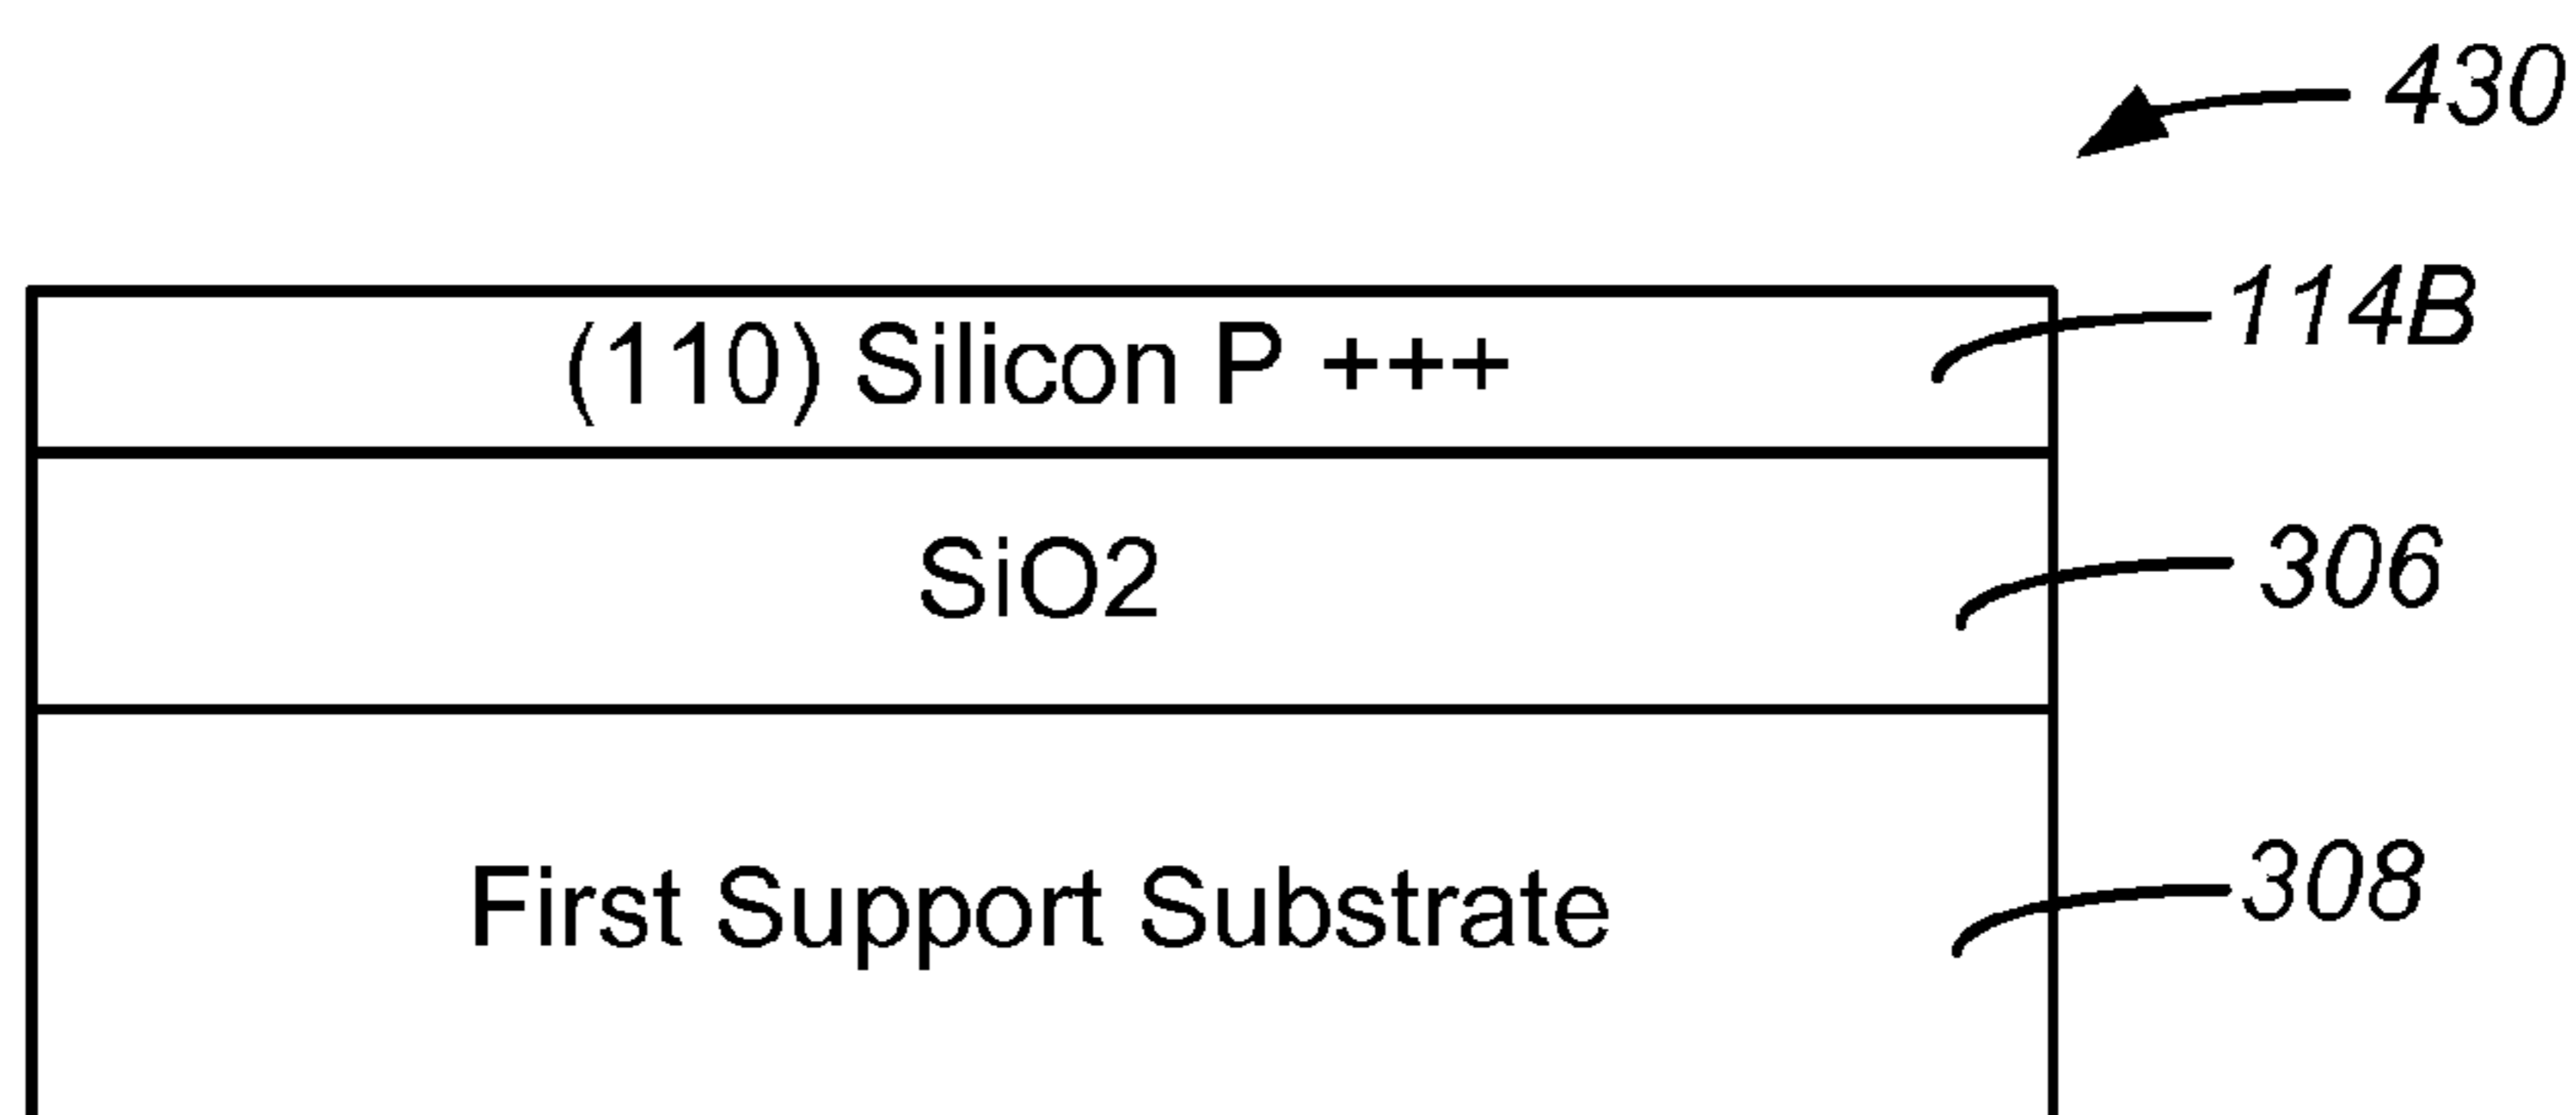 430
(110) Silicon P +++
114B
SiO2
306
First Support Substrate
308